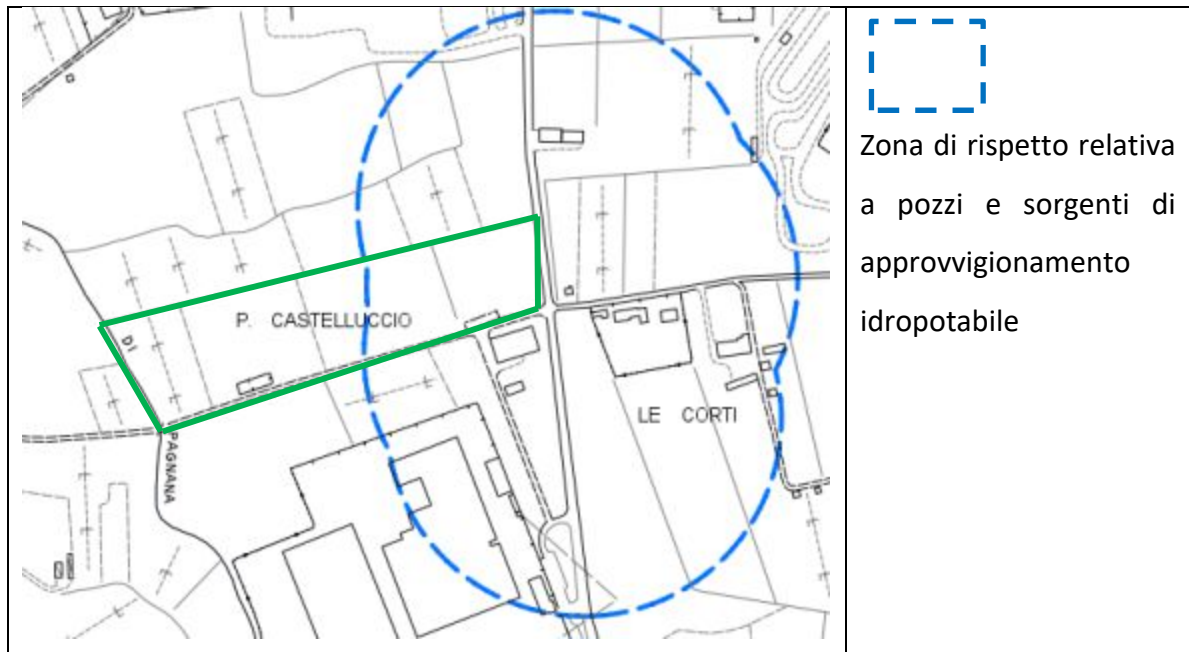 P. CASTELLUCCIO
DI
PAGNANA
LE CORTI
Zona di rispetto relativa
a pozzi e sorgenti di
approvvigionamento
idropotabile